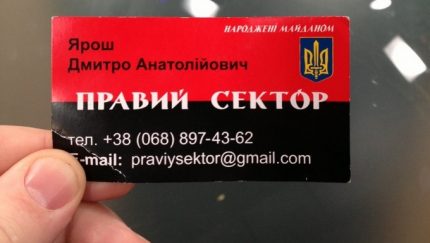 НАРОДЖЕНІ МАЙДАНОМ
Ярош
Дмитро Анатолійович
ПРАВИЙ СЕКТОР
тел. +38 (068) 897-43-62
E-mail: praviysektor@gmail.com